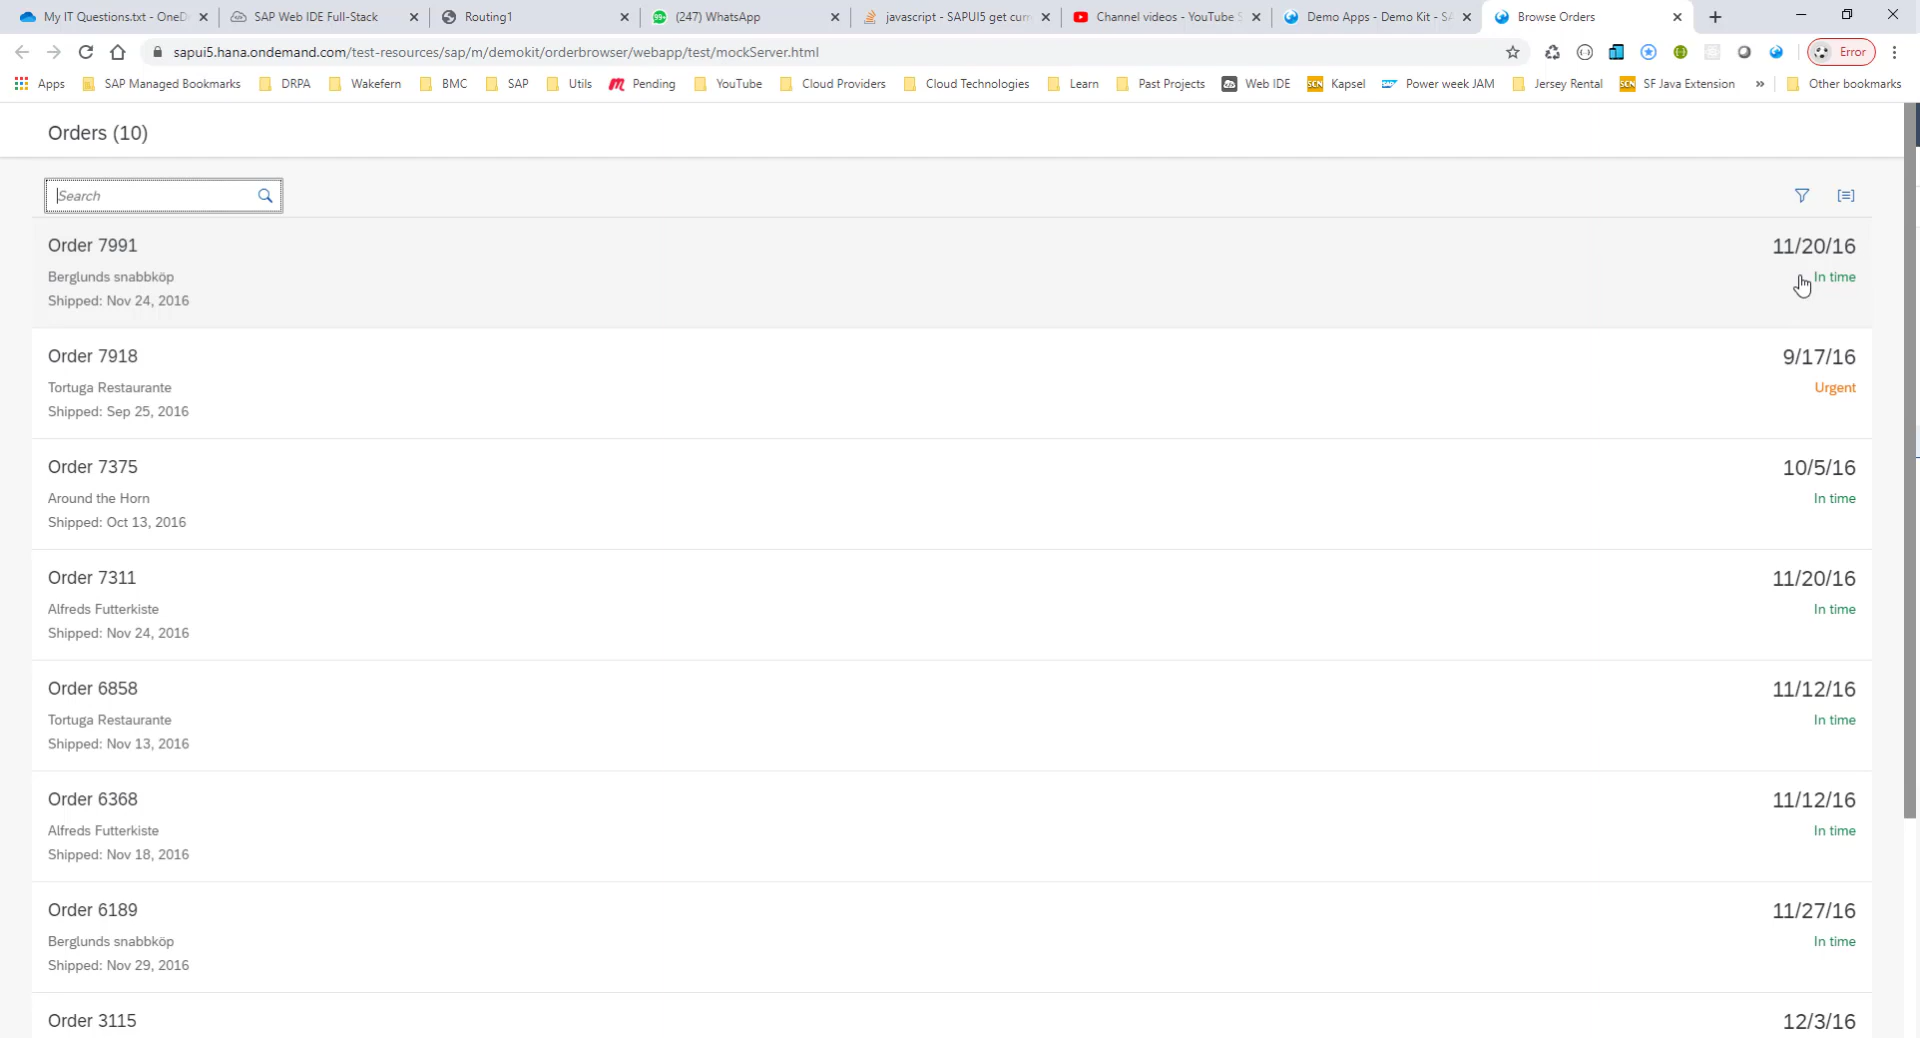 My IT Questions.txt - OneD
SAP Web IDE Full-Stack
Routing1
99+
(247) WhatsApp
javascript - SAPUI5 get curr
Channel videos - YouTube S
Demo Apps - Demo Kit - SA
Browse Orders
sapui5.hana.ondemand.com/test-resources/sap/m/demokit/orderbrowser/webapp/test/mockServer.html
Error
Apps
SAP Managed Bookmarks
DRPA
Wakefern
BMC
SAP
Utils
Pending
YouTube
Cloud Providers
Cloud Technologies
Learn
Past Projects
Web IDE
SCN
Kapsel
Power week JAM
Jersey Rental
SCN
SF Java Extension
»
Other bookmarks
Orders (10)
Search
Order 7991
11/20/16
Berglunds snabbköp
In time
Shipped: Nov 24, 2016
Order 7918
9/17/16
Tortuga Restaurante
Urgent
Shipped: Sep 25, 2016
Order 7375
10/5/16
Around the Horn
In time
Shipped: Oct 13, 2016
Order 7311
11/20/16
Alfreds Futterkiste
In time
Shipped: Nov 24, 2016
Order 6858
11/12/16
Tortuga Restaurante
In time
Shipped: Nov 13, 2016
Order 6368
11/12/16
Alfreds Futterkiste
In time
Shipped: Nov 18, 2016
Order 6189
11/27/16
Berglunds snabbköp
In time
Shipped: Nov 29, 2016
Order 3115
12/3/16